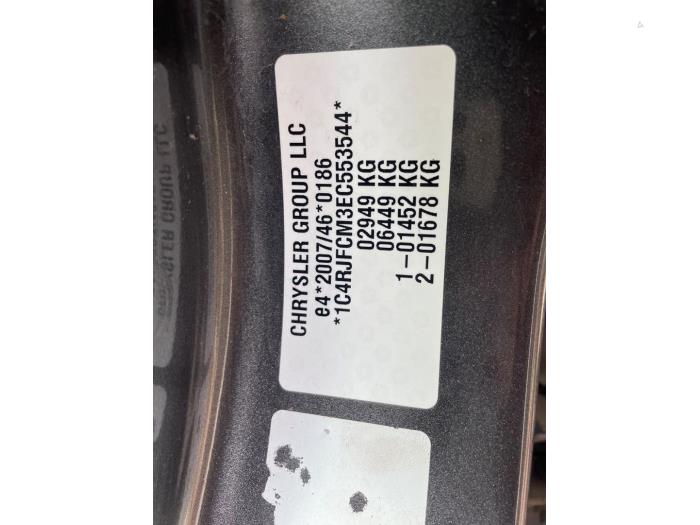 CHRYSLER GROUP LLC
e4*2007/46*0186
*1C4RJFCM3EC553544*
02949 KG
06449 KG
1-01452 KG
2-01678 KG